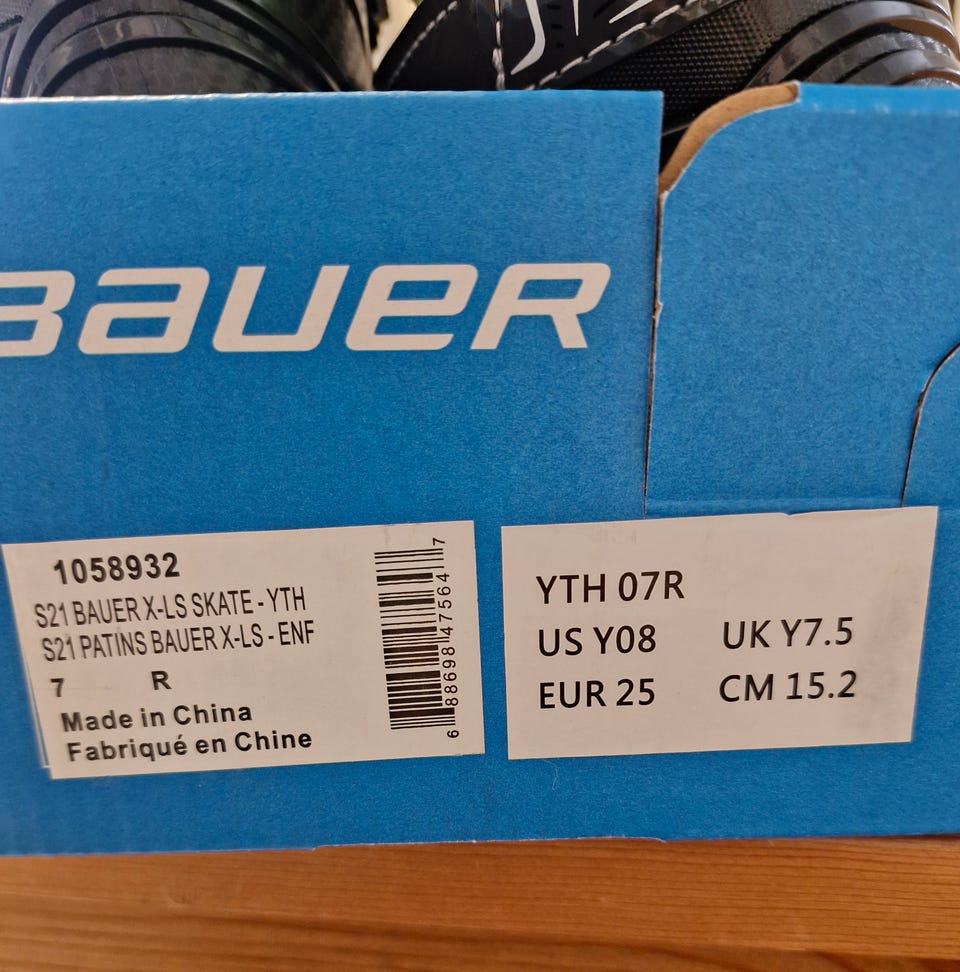 BAUER
1058932
S21 BAUER X-LS SKATE - YTH
S21 PATINS BAUER X-LS - ENF
7 R
Made in China
Fabriqué en Chine
6 88698 47564 7
YTH 07R
US Y08 UK Y7.5
EUR 25 CM 15.2